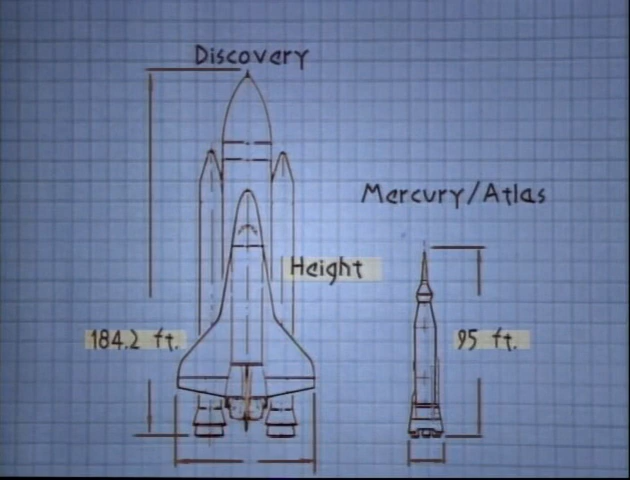 Discovery
Mercury/Atlas
Height
184.2 ft.
95 ft.